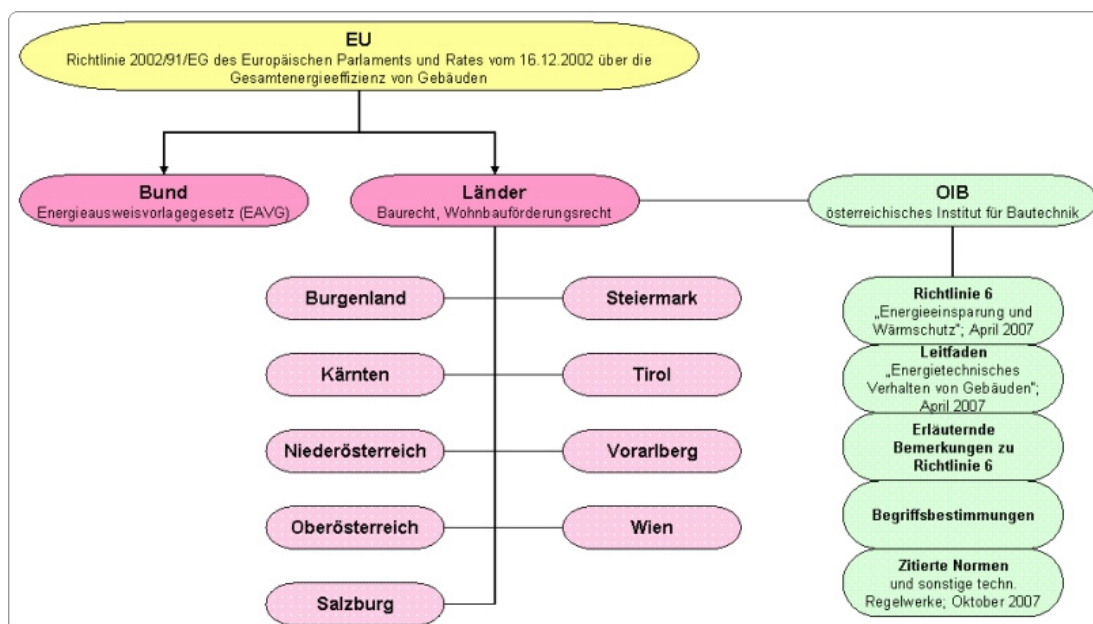 EU
Richtlinie 2002/91/EG des Europäischen Parlaments und Rates vom 16.12.2002 über die
Gesamtenergieeffizienz von Gebäuden
Bund
Energieausweisvorlagegesetz (EAVG)
Länder
Baurecht, Wohnbauförderungsrecht
OIB
österreichisches Institut für Bautechnik
Burgenland
Steiermark
Kärnten
Tirol
Niederösterreich
Vorarlberg
Oberösterreich
Wien
Salzburg
Richtlinie 6
„Energieeinsparung und
Wärmschutz"; April 2007
Leitfaden
„Energietechnisches
Verhalten von Gebäuden";
April 2007
Erläuternde
Bemerkungen zu
Richtlinie 6
Begriffsbestimmungen
Zitierte Normen
und sonstige techn.
Regelwerke; Oktober 2007